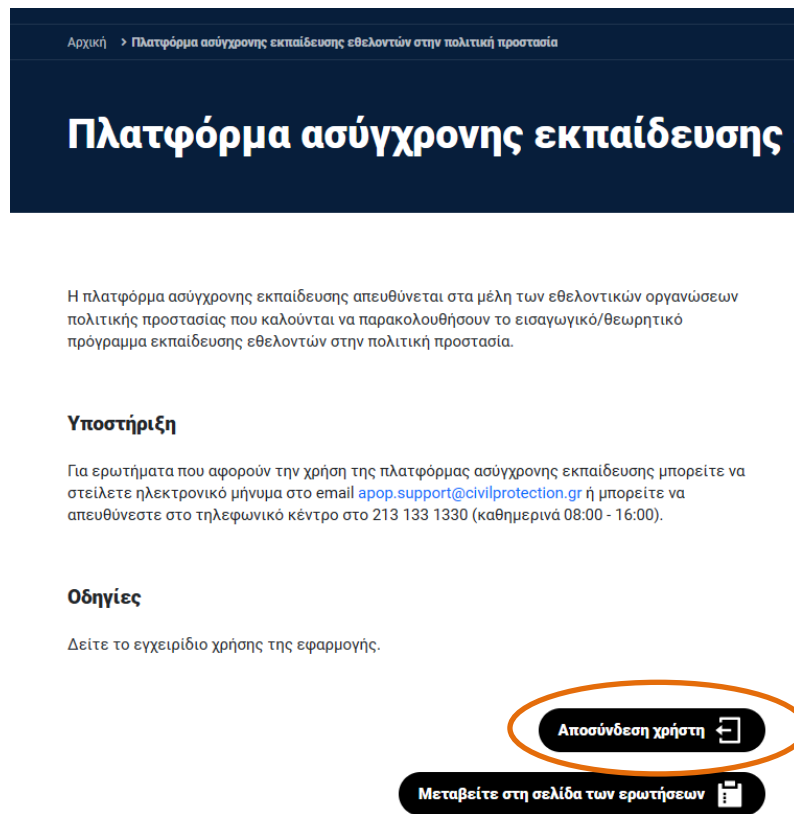 Αρχική > Πλατφόρμα ασύγχρονης εκπαίδευσης εθελοντών στην πολιτική προστασία
Πλατφόρμα ασύγχρονης εκπαίδευσης
Η πλατφόρμα ασύγχρονης εκπαίδευσης απευθύνεται στα μέλη των εθελοντικών οργανώσεων
πολιτικής προστασίας που καλούνται να παρακολουθήσουν το εισαγωγικό/θεωρητικό
πρόγραμμα εκπαίδευσης εθελοντών στην πολιτική προστασία.
Υποστήριξη
Για ερωτήματα που αφορούν την χρήση της πλατφόρμας ασύγχρονης εκπαίδευσης μπορείτε να
στείλετε ηλεκτρονικό μήνυμα στο email apop.support@civilprotection.gr ή μπορείτε να
απευθύνεστε στο τηλεφωνικό κέντρο στο 213 133 1330 (καθημερινά 08:00 - 16:00).
Οδηγίες
Δείτε το εγχειρίδιο χρήσης της εφαρμογής.
Αποσύνδεση χρήστη
Μεταβείτε στη σελίδα των ερωτήσεων